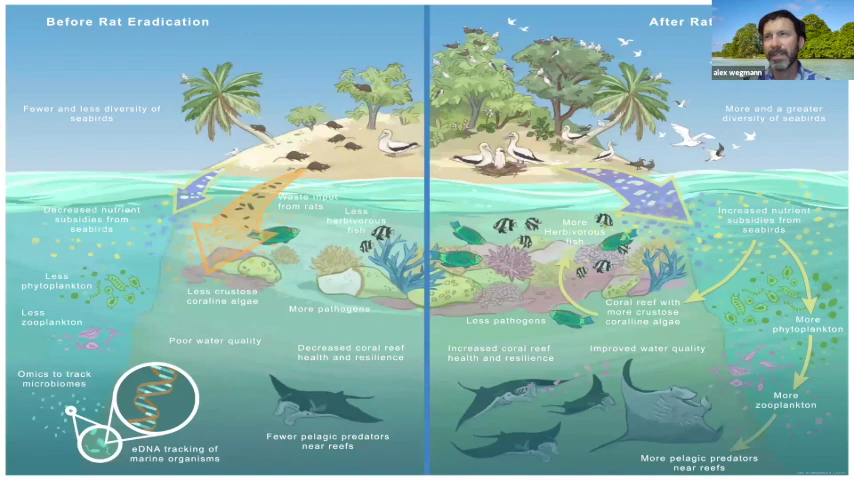 Before Rat Eradication
Fewer and less diversity of
seabirds
Decreased nutrient
subsidies from
seabirds
Waste input
from rats
Less
herbivorous
fish
Less
phytoplankton
Less crustose
coraline algae
More pathogens
Less
zooplankton
Poor water quality
Decreased coral reef
health and resilience
Omics to track
microbiomes
eDNA tracking of
marine organisms
Fewer pelagic predators
near reefs
After Rat
alex wegmann
More and a greater
diversity of seabirds
More
Herbivorous
fish
Increased nutrient
subsidies from
seabirds
Coral reef with
more crustose
coraline algae
Less pathogens
More
phytoplankton
Increased coral reef
health and resilience
Improved water quality
More
zooplankton
More pelagic predators
near reefs